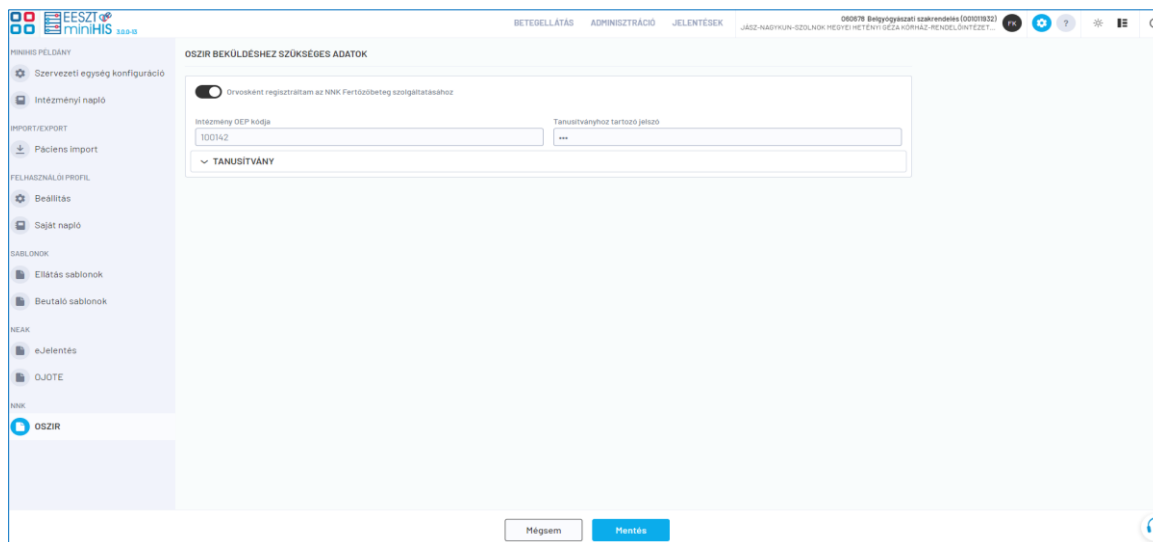 EESZT
miniHIS 3.0.9-13
BETEGELLÁTÁS ADMINISZTRÁCIÓ JELENTÉSEK
060678 Belgyógyászati szakrendelés (001011932)
JÁSZ-NAGYKUN-SZOLNOK MEGYEI HETÉNYI GÉZA KÓRHÁZ-RENDELŐINTÉZET...
FK
?
MINIHIS PÉLDÁNY
Szervezeti egység konfiguráció
Intézményi napló
IMPORT/EXPORT
Páciens import
FELHASZNÁLÓI PROFIL
Beállítás
Saját napló
SABLONOK
Ellátás sablonok
Beutaló sablonok
NEAK
eJelentés
OJOTE
NNK
OSZIR
OSZIR BEKÜLDÉSHEZ SZÜKSÉGES ADATOK
Orvosként regisztráltam az NNK Fertőzőbeteg szolgáltatásához
Intézmény OEP kódja
100142
Tanusítványhoz tartozó jelszó
•••
TANUSÍTVÁNY
Mégsem Mentés